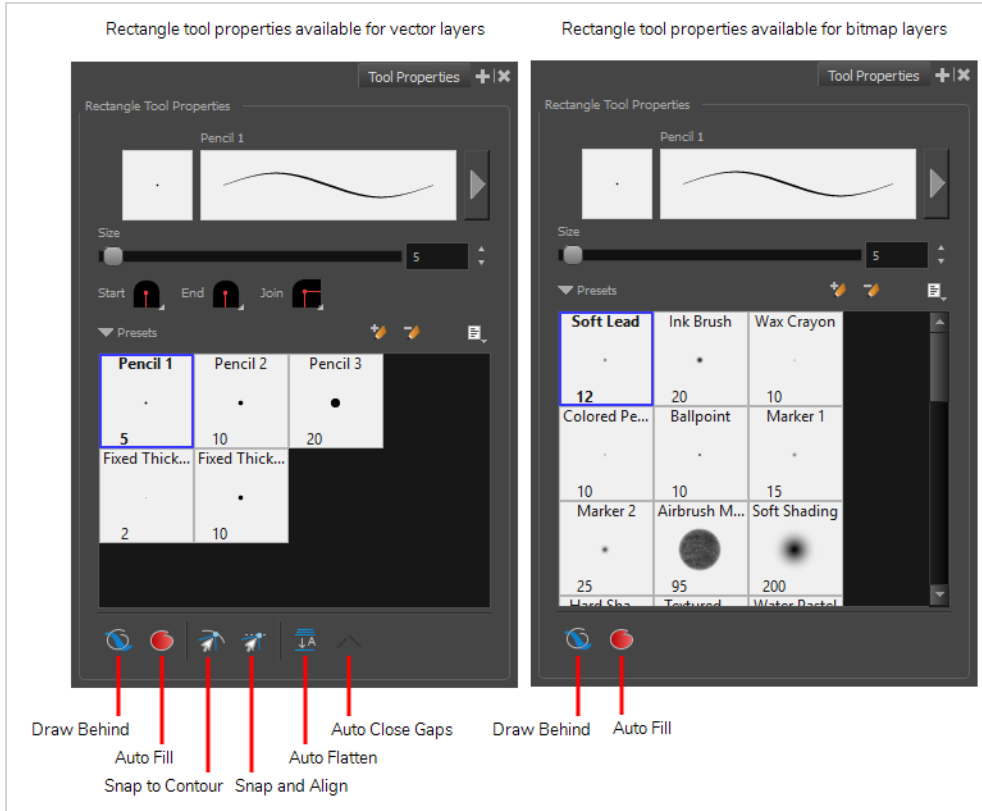 Rectangle tool properties available for vector layers
Tool Properties
Rectangle Tool Properties
Pencil 1
Size
5
Start End Join
Presets
Pencil 1 Pencil 2 Pencil 3
5 10 20
Fixed Thick... Fixed Thick...
2 10
A
Draw Behind
Auto Fill
Snap to Contour
Snap and Align
Auto Flatten
Auto Close Gaps
Rectangle tool properties available for bitmap layers
Tool Properties
Rectangle Tool Properties
Pencil 1
Size
5
Presets
Soft Lead Ink Brush Wax Crayon
12 20 10
Colored Pe... Ballpoint Marker 1
10 10 15
Marker 2 Airbrush M... Soft Shading
25 95 200
Hard Sha... Textured Water Pastel
Draw Behind
Auto Fill